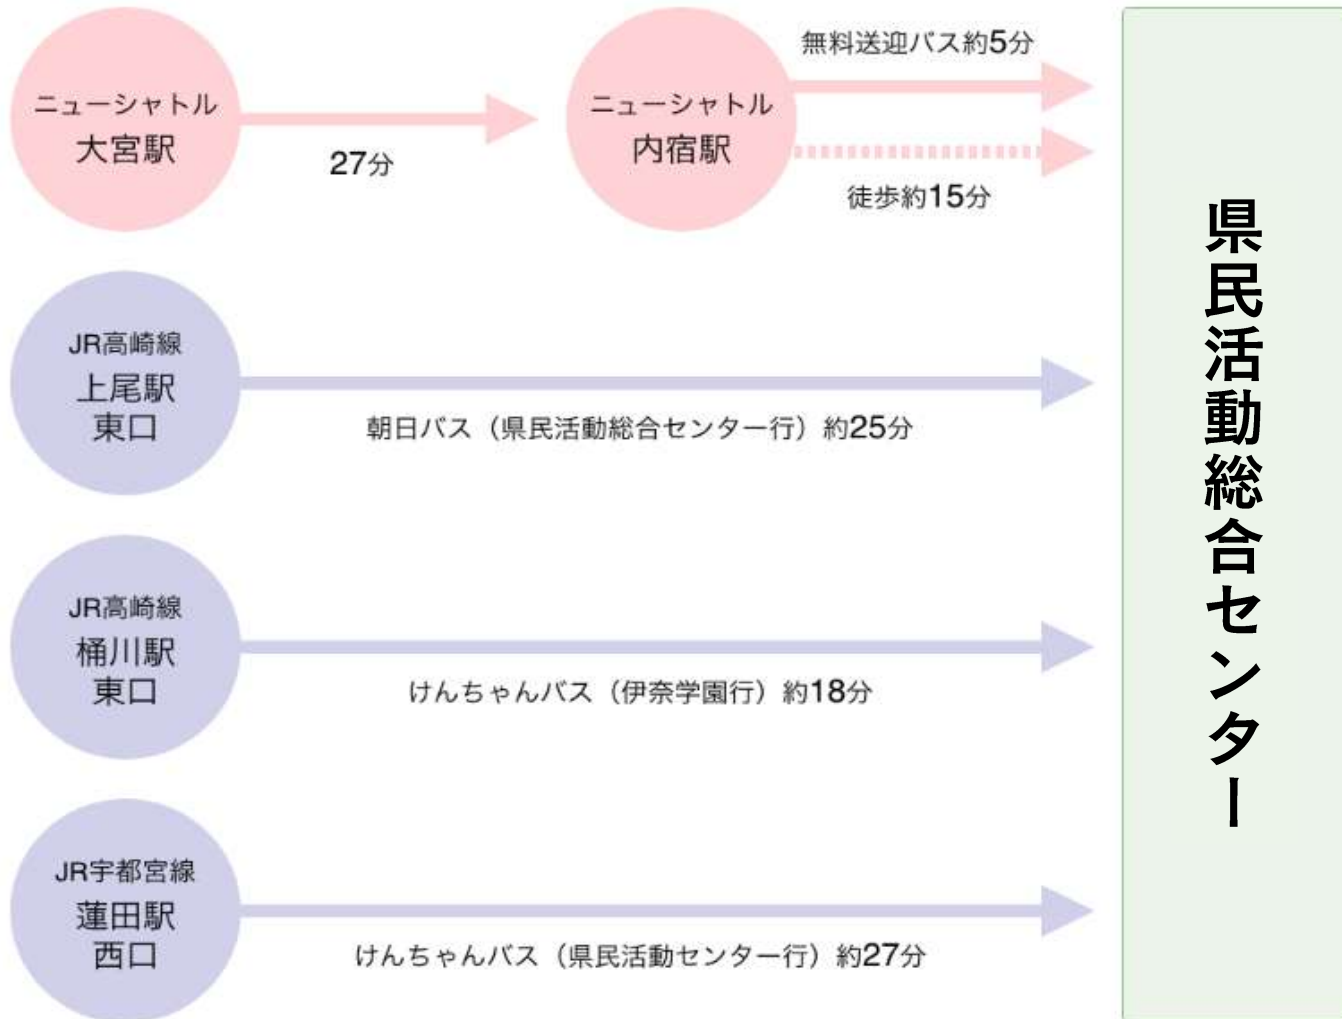 ニューシャトル
大宮駅
27分
ニューシャトル
内宿駅
無料送迎バス約5分
徒歩約15分
JR高崎線
上尾駅
東口
朝日バス（県民活動総合センター行）約25分
JR高崎線
桶川駅
東口
けんちゃんバス（伊奈学園行）約18分
JR宇都宮線
蓮田駅
西口
けんちゃんバス（県民活動センター行）約27分
県民活動総合センター